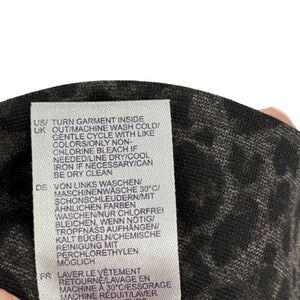 US/ TURN GARMENT INSIDE
UK OUT/MACHINE WASH COLD/
GENTLE CYCLE WITH LIKE
COLORS/ONLY NON-
CHLORINE BLEACH IF
NEEDED/LINE DRY/COOL
IRON IF NECESSARY/CAN
BE DRY CLEAN
DE VON LINKS WASCHEN/
MASCHINENWÄSCHE 30°C/
SCHONSCHLEUDERN/MIT
ÄHNLICHEN FARBEN
WASCHEN/NUR CHLORFREI
BLEICHEN, WENN NÖTIG/
TROPFNASS AUFHÄNGEN/
KALT BÜGELN/CHEMISCHE
REINIGUNG MIT
PERCHLORETHYLEN
MÖGLICH
FR LAVER LE VÊTEMENT
RETOURNÉ/LAVAGE EN
MACHINE À 30°C/ESSORAGE
MACHINE RÉDUIT/LAVER